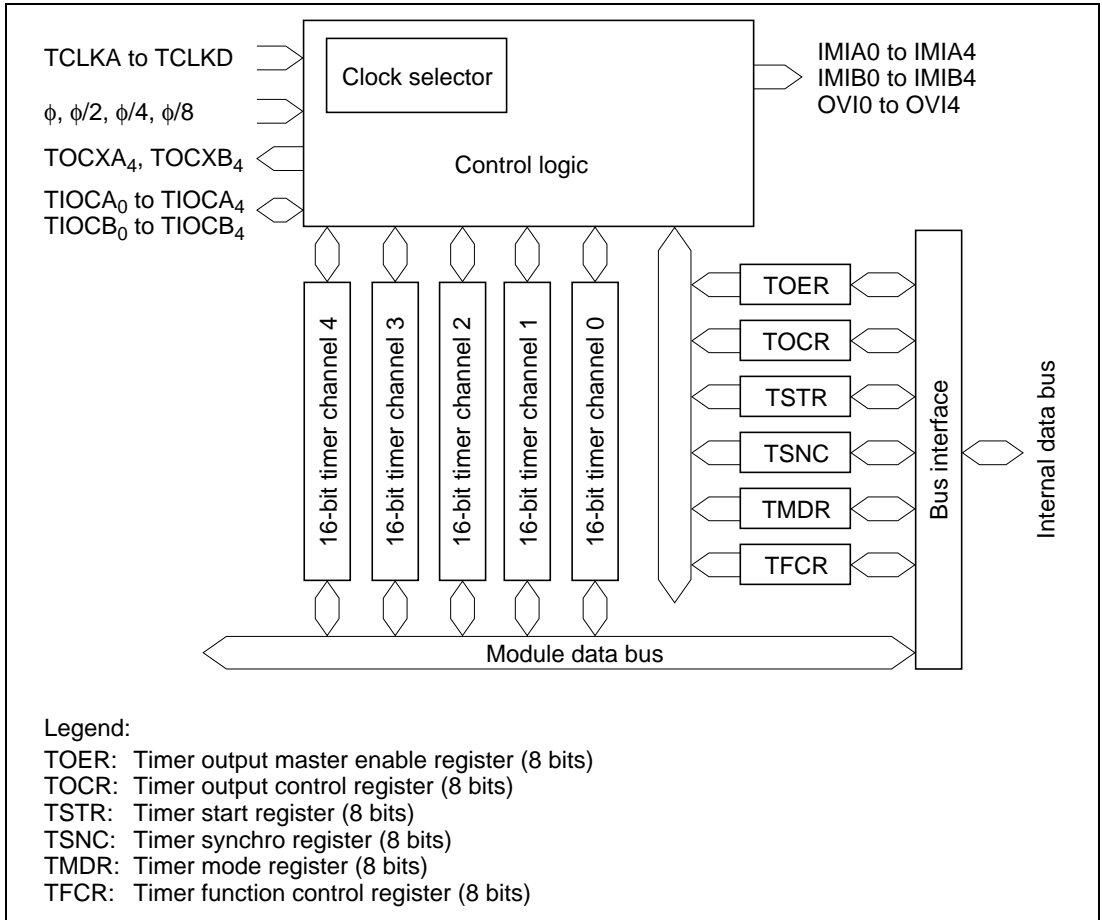 TCLKA to TCLKD
ϕ, ϕ/2, ϕ/4, ϕ/8
TOCXA₄, TOCXB₄
TIOCA₀ to TIOCA₄
TIOCB₀ to TIOCB₄
Clock selector
Control logic
IMIA0 to IMIA4
IMIB0 to IMIB4
OVI0 to OVI4
16-bit timer channel 4
16-bit timer channel 3
16-bit timer channel 2
16-bit timer channel 1
16-bit timer channel 0
TOER
TOCR
TSTR
TSNC
TMDR
TFCR
Bus interface
Internal data bus
Module data bus
Legend:
TOER: Timer output master enable register (8 bits)
TOCR: Timer output control register (8 bits)
TSTR: Timer start register (8 bits)
TSNC: Timer synchro register (8 bits)
TMDR: Timer mode register (8 bits)
TFCR: Timer function control register (8 bits)